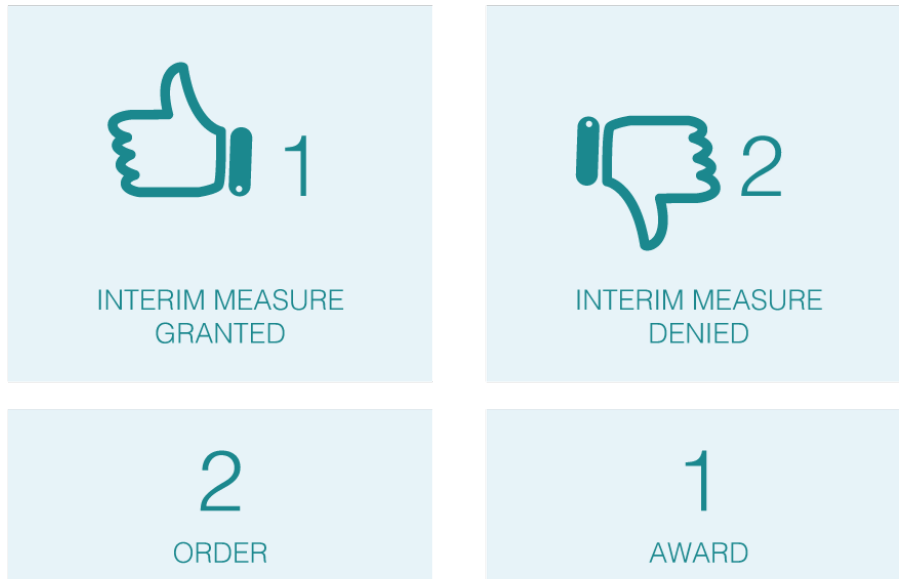 1
INTERIM MEASURE
GRANTED
2
INTERIM MEASURE
DENIED
2
ORDER
1
AWARD